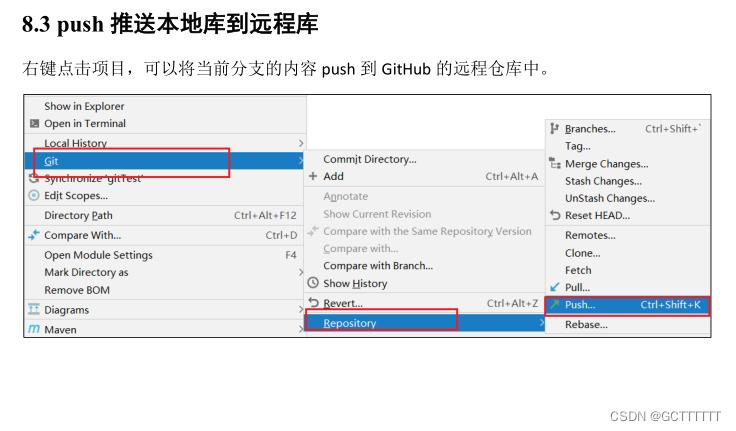 8.3 push 推送本地库到远程库
右键点击项目，可以将当前分支的内容 push 到 GitHub 的远程仓库中。
Show in Explorer
Open in Terminal
Local History
Git
Synchronize 'gitTest'
Edit Scopes...
Directory Path Ctrl+Alt+F12
Compare With... Ctrl+D
Open Module Settings F4
Mark Directory as
Remove BOM
Diagrams
Maven
Commit Directory...
Add Ctrl+Alt+A
Annotate
Show Current Revision
Compare with the Same Repository Version
Compare with...
Compare with Branch...
Show History
Revert... Ctrl+Alt+Z
Repository
Branches... Ctrl+Shift+`
Tag...
Merge Changes...
Stash Changes...
UnStash Changes...
Reset HEAD...
Remotes...
Clone...
Fetch
Pull...
Push... Ctrl+Shift+K
Rebase...
CSDN @GCTTTTTT